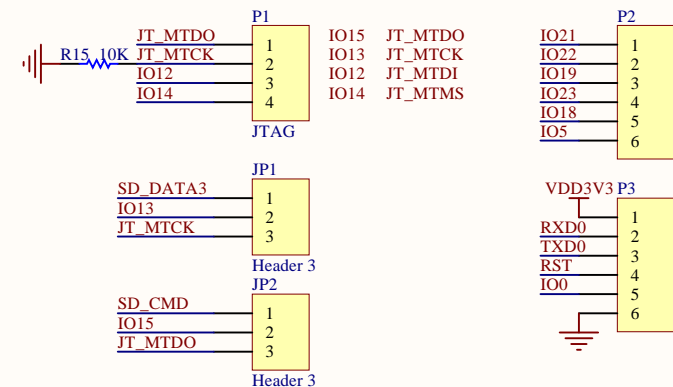 P1
JT_MTDO 1
R15 10K JT_MTCK 2
IO12 3
IO14 4
JTAG
IO15 JT_MTDO
IO13 JT_MTCK
IO12 JT_MTDI
IO14 JT_MTMS
P2
IO21 1
IO22 2
IO19 3
IO23 4
IO18 5
IO5 6
JP1
SD_DATA3 1
IO13 2
JT_MTCK 3
Header 3
JP2
SD_CMD 1
IO15 2
JT_MTDO 3
Header 3
VDD3V3 P3
1
RXD0 2
TXD0 3
RST 4
IO0 5
6